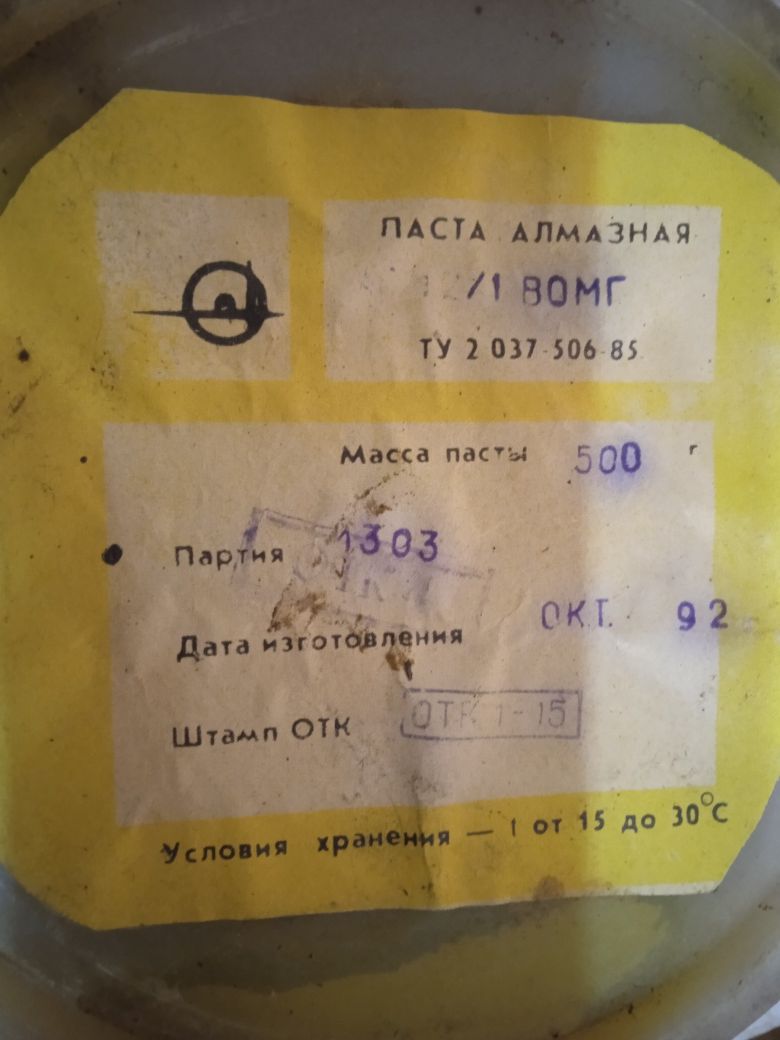 ПАСТА АЛМАЗНАЯ
ВОМГ
ТУ 2 037-506-85
Масса пасты 500 г
Партия 1303
Дата изготовления ОКТ. 92
Штамп ОТК ОТК 1-15
Условия хранения — t от 15 до 30°С